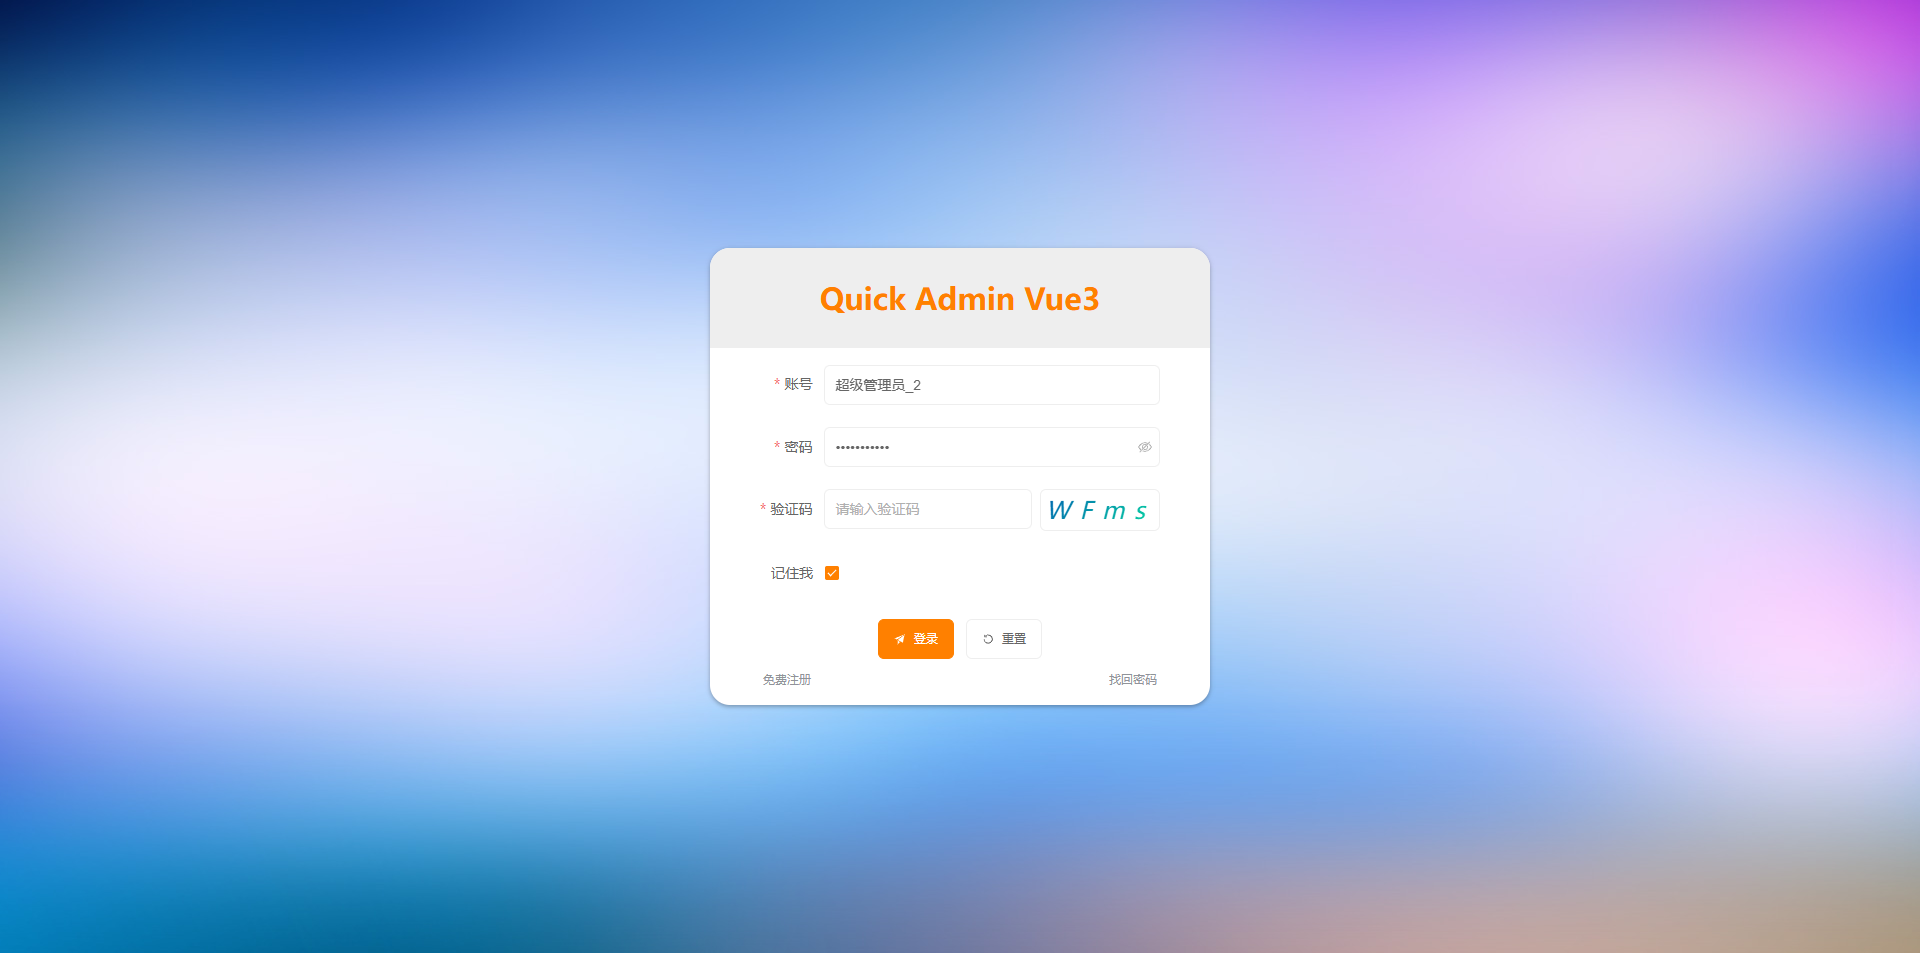 Quick Admin Vue3
* 账号 超级管理员_2
* 密码 •••••••••••
* 验证码 请输入验证码 W F m s
记住我
登录 重置
免费注册 找回密码